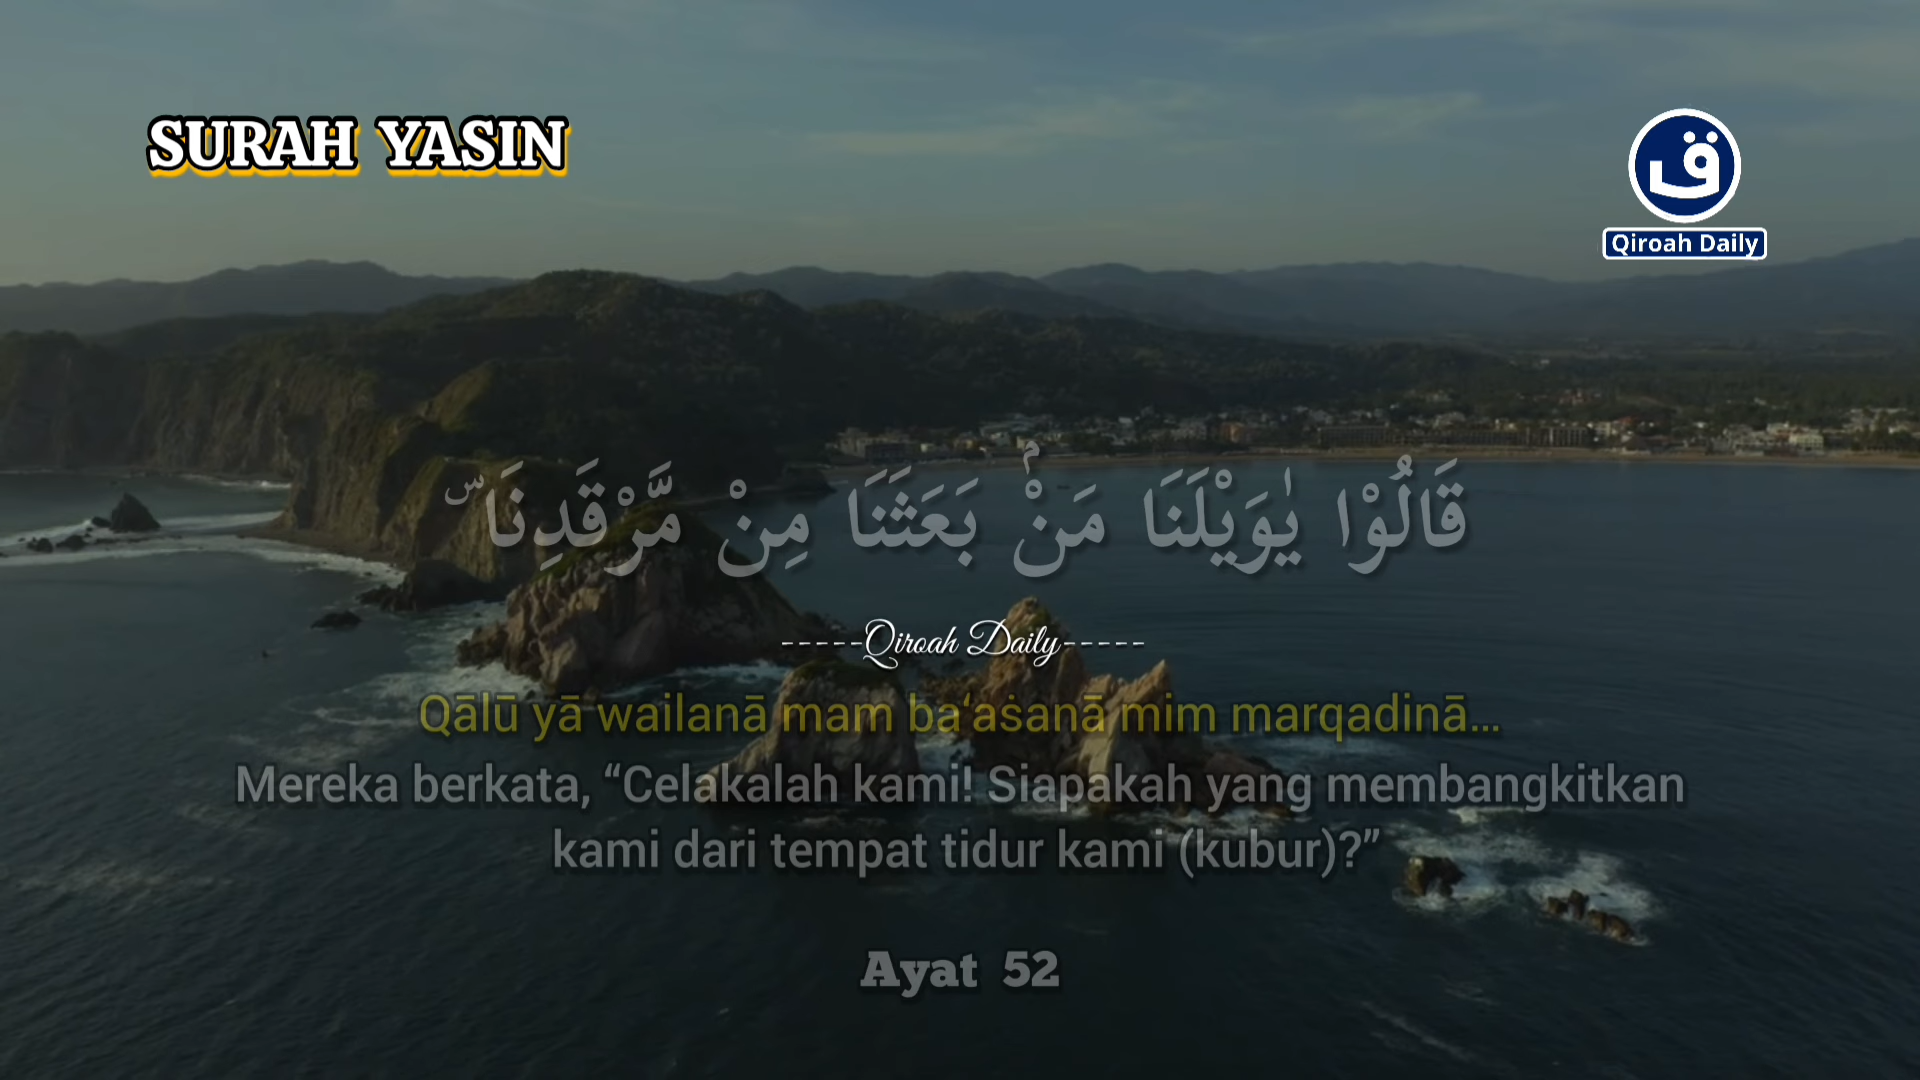 SURAH YASIN
ق
Qiroah Daily
قَالُوْا يٰوَيْلَنَا مَنْۢ بَعَثَنَا مِنْ مَّرْقَدِنَا ۜ
-----Qiroah Daily-----
Qālū yā wailanā mam ba‘aṡanā mim marqadinā...
Mereka berkata, “Celakalah kami! Siapakah yang membangkitkan
kami dari tempat tidur kami (kubur)?”
Ayat 52